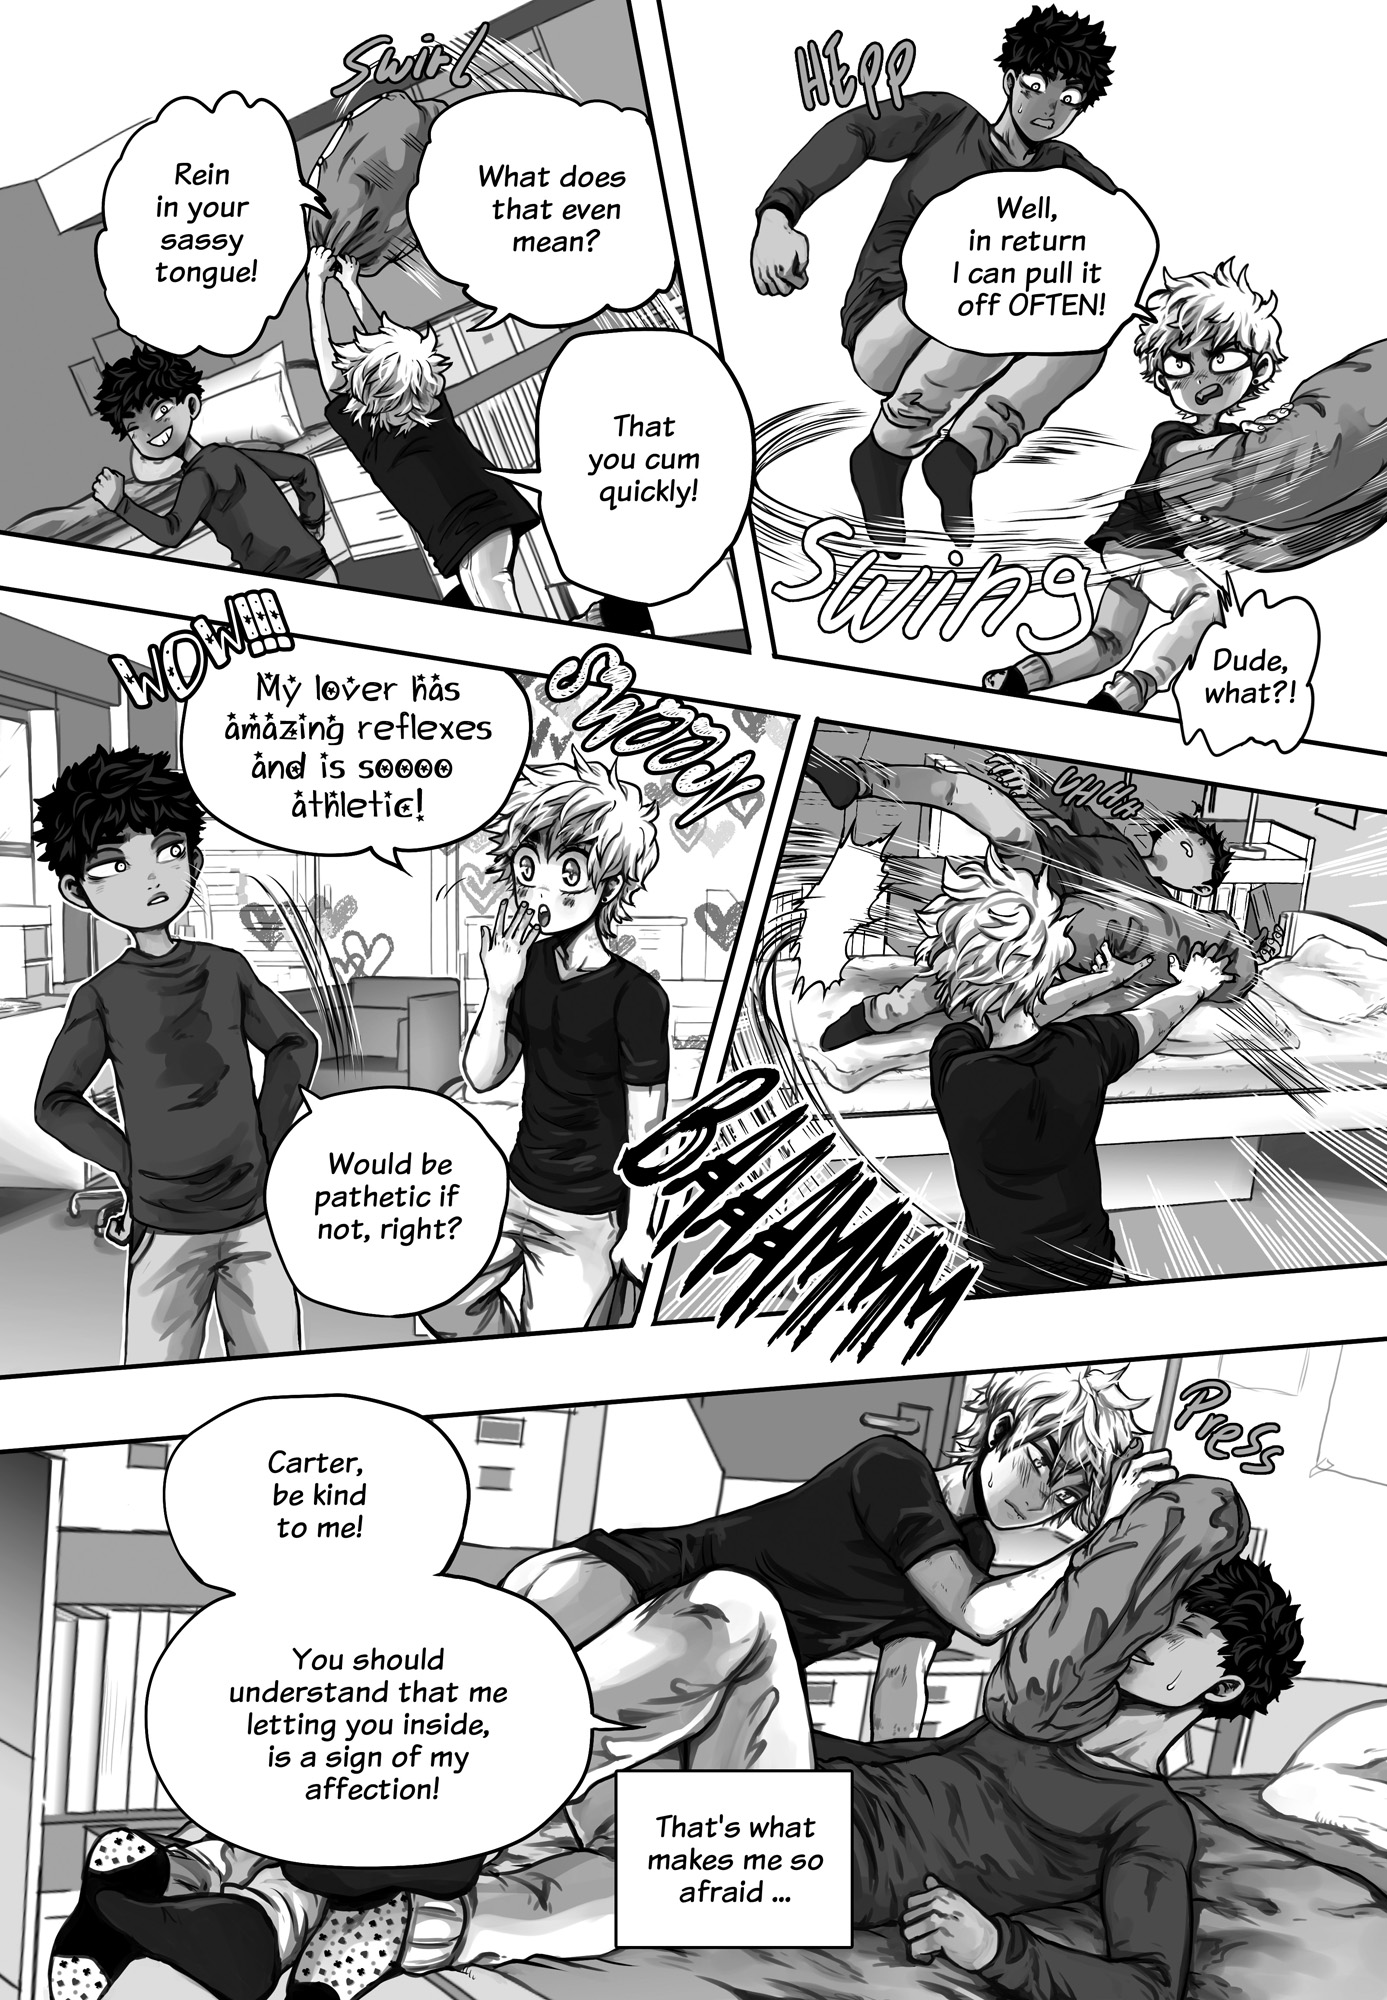 Swirl
Rein
in your
sassy
tongue!
What does
that even
mean?
That
you cum
quickly!
HEPP
Well,
in return
I can pull it
off OFTEN!
Swing
Dude,
what?!
WOW!!!
My lover has
amazing reflexes
and is soooo
athletic!
Swoon
Would be
pathetic if
not, right?
UHHH
BAAAMMM
Press
Carter,
be kind
to me!
You should
understand that me
letting you inside,
is a sign of my
affection!
That's what
makes me so
afraid ...